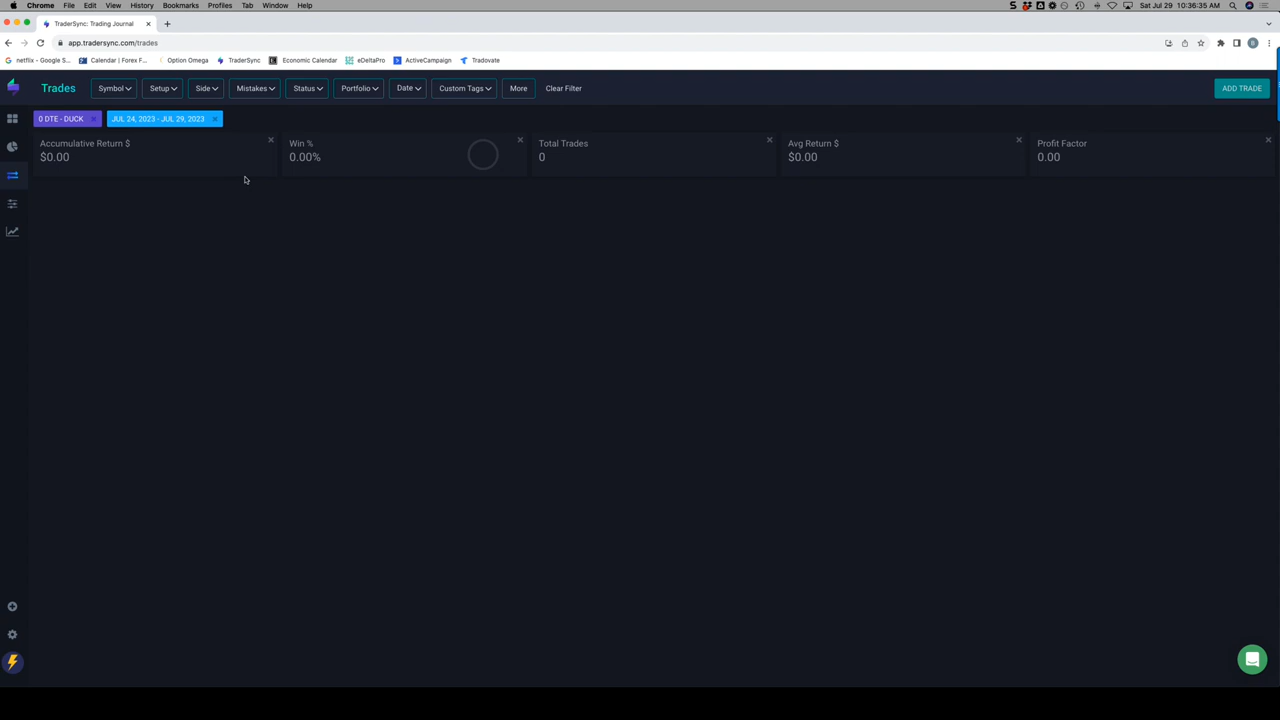 Chrome File Edit View History Bookmarks Profiles Tab Window Help
Sat Jul 29 10:36:35 AM
TraderSync: Trading Journal
app.tradersync.com/trades
netflix - Google S... Calendar | Forex F... Option Omega TraderSync Economic Calendar eDeltaPro ActiveCampaign Tradovate
Trades Symbol Setup Side Mistakes Status Portfolio Date Custom Tags More Clear Filter ADD TRADE
0 DTE - DUCK JUL 24, 2023 - JUL 29, 2023
Accumulative Return $ Win % Total Trades Avg Return $ Profit Factor
$0.00 0.00% 0 $0.00 0.00